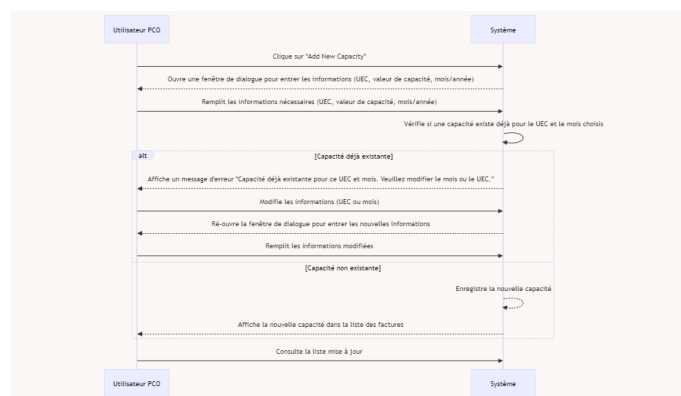 Utilisateur PCO
Système
Clique sur "Add New Capacity"
Ouvre une fenêtre de dialogue pour entrer les informations (UEC, valeur de capacité, mois/année)
Remplit les informations nécessaires (UEC, valeur de capacité, mois/année)
Vérifie si une capacité existe déjà pour le UEC et le mois choisis
alt
[Capacité déjà existante]
Affiche un message d'erreur "Capacité déjà existante pour ce UEC et mois. Veuillez modifier le mois ou le UEC."
Modifie les informations (UEC ou mois)
Ré-ouvre la fenêtre de dialogue pour entrer les nouvelles informations
Remplit les informations modifiées
[Capacité non existante]
Enregistre la nouvelle capacité
Affiche la nouvelle capacité dans la liste des factures
Consulte la liste mise à jour
Utilisateur PCO
Système